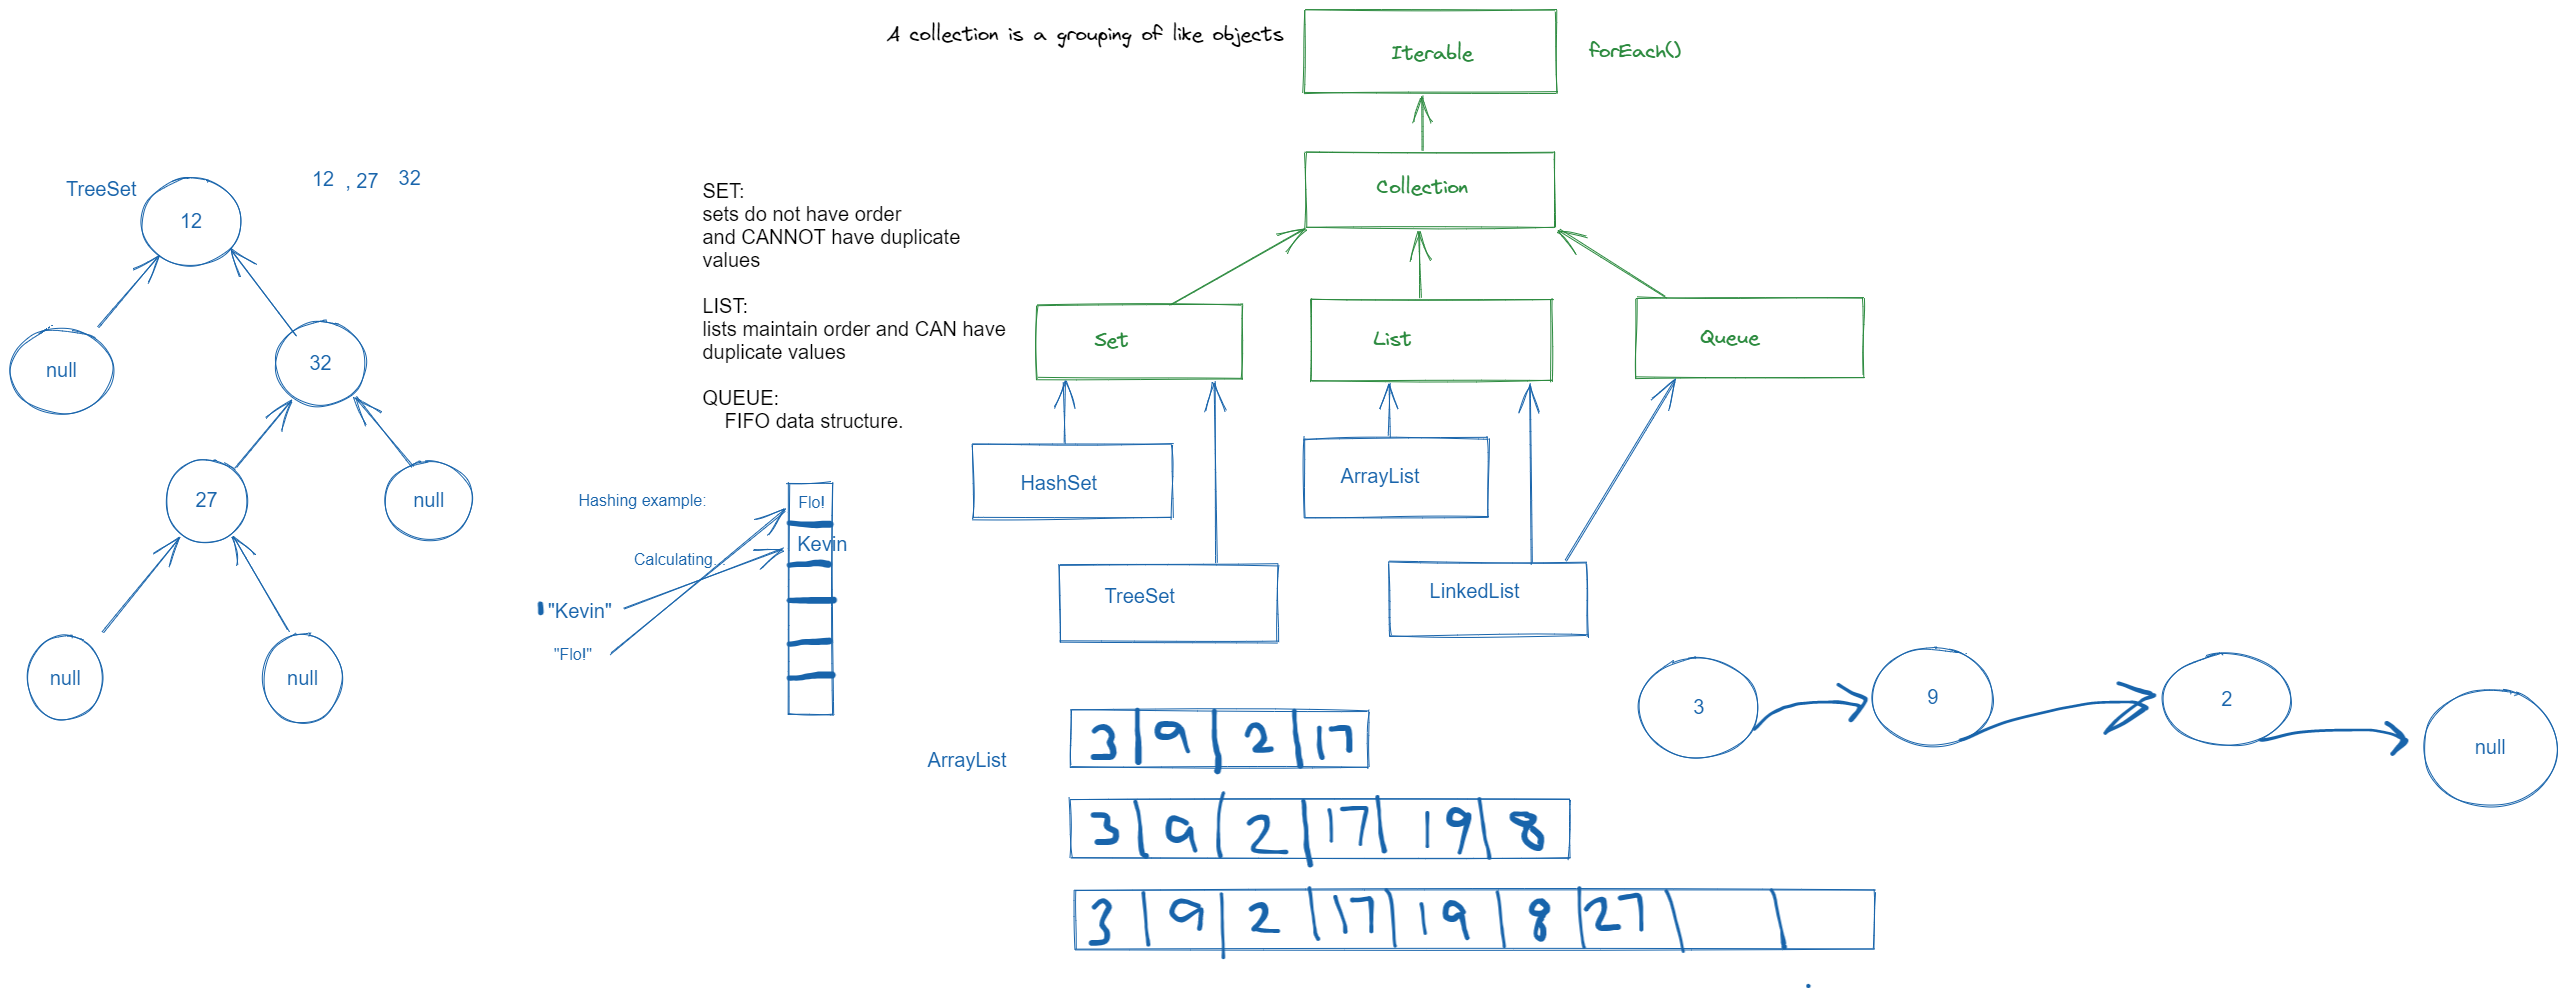 A collection is a grouping of like objects
Iterable
forEach()
Collection
Set
List
Queue
HashSet
ArrayList
TreeSet
LinkedList
TreeSet
12 , 27 32
12
null
32
27
null
null
null
SET:
sets do not have order
and CANNOT have duplicate
values
LIST:
lists maintain order and CAN have
duplicate values
QUEUE:
FIFO data structure.
Hashing example:
Calculating...
"Kevin"
"Flo!"
Flo!
Kevin
ArrayList
3 9 2 17
3 9 2 17 19 8
3 9 2 17 19 8 27
3
9
2
null